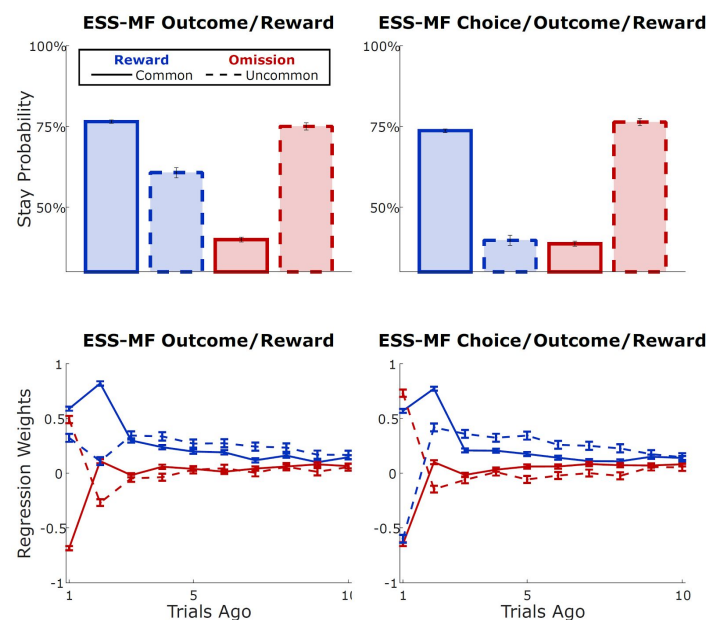 ESS-MF Outcome/Reward
ESS-MF Choice/Outcome/Reward
100%
Reward
Omission
Common
Uncommon
75%
50%
Stay Probability
100%
75%
50%
ESS-MF Outcome/Reward
ESS-MF Choice/Outcome/Reward
1
0.5
0
-0.5
-1
Regression Weights
1
5
10
Trials Ago
1
0.5
0
-0.5
-1
1
5
10
Trials Ago